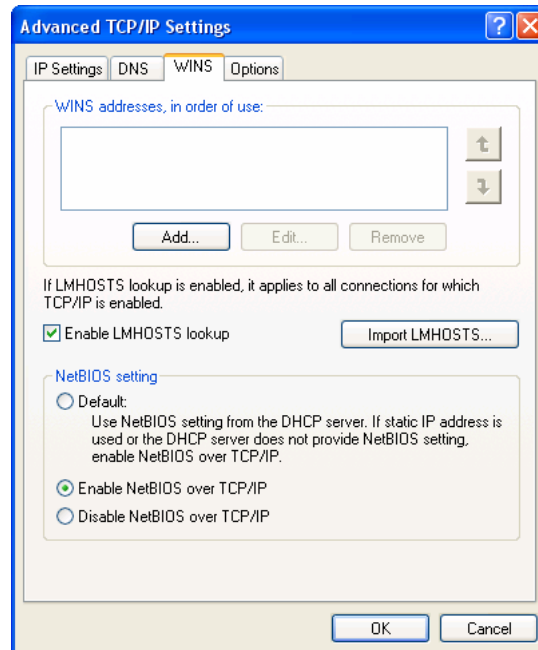 Advanced TCP/IP Settings
IP Settings DNS WINS Options
WINS addresses, in order of use:
Add... Edit... Remove
If LMHOSTS lookup is enabled, it applies to all connections for which
TCP/IP is enabled.
Enable LMHOSTS lookup Import LMHOSTS...
NetBIOS setting
Default:
Use NetBIOS setting from the DHCP server. If static IP address is
used or the DHCP server does not provide NetBIOS setting,
enable NetBIOS over TCP/IP.
Enable NetBIOS over TCP/IP
Disable NetBIOS over TCP/IP
OK Cancel